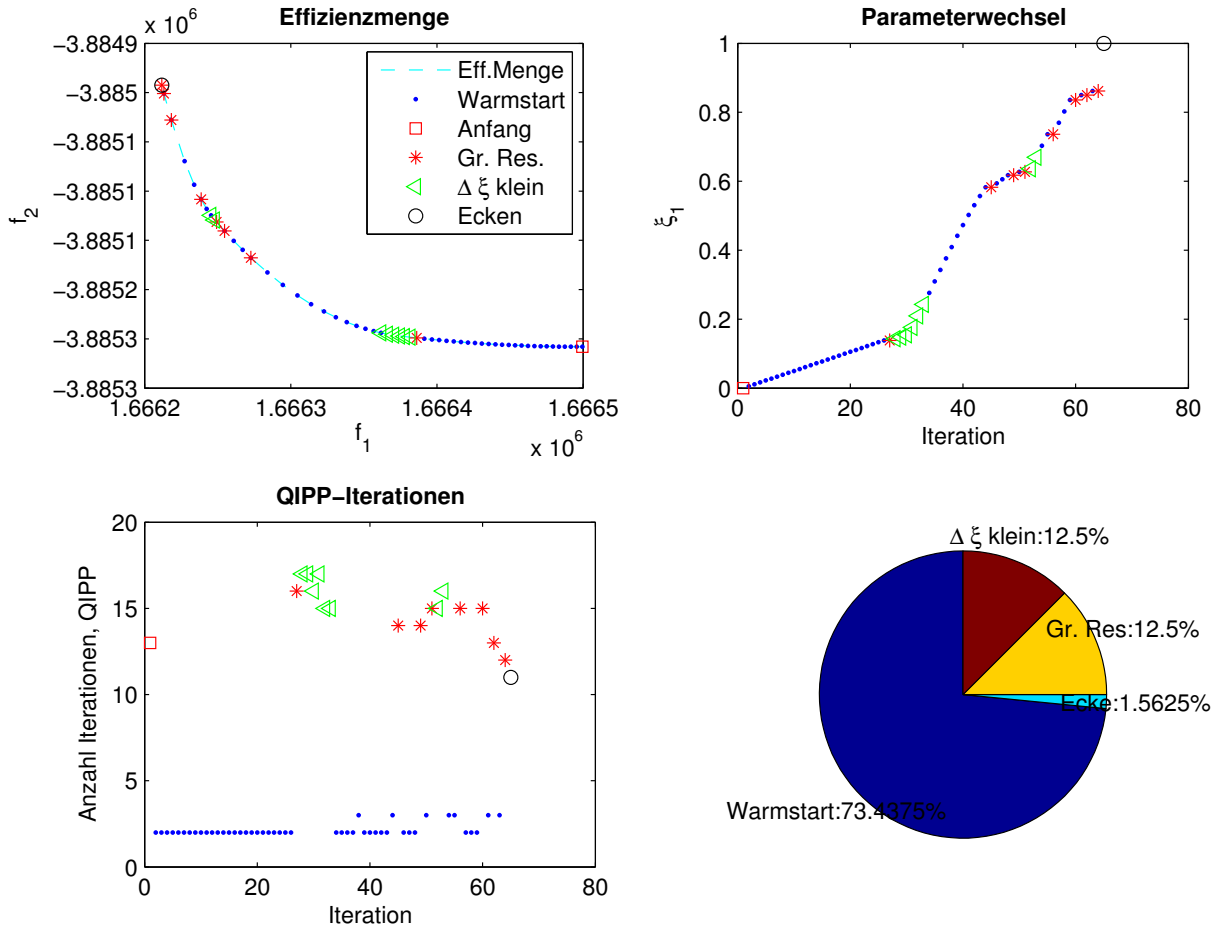 Effizienzmenge
x 10^6
−3.8849
−3.885
−3.8851
−3.8851
−3.8851
−3.8852
−3.8853
−3.8853
f_2
1.6662
1.6663
1.6664
1.6665
f_1
x 10^6
Eff.Menge
Warmstart
Anfang
Gr. Res.
Δ ξ klein
Ecken
Parameterwechsel
1
0.8
0.6
0.4
0.2
0
ξ_1
0
20
40
60
80
Iteration
QIPP−Iterationen
20
15
10
5
0
Anzahl Iterationen, QIPP
0
20
40
60
80
Iteration
Δ ξ klein:12.5%
Gr. Res:12.5%
Ecke:1.5625%
Warmstart:73.4375%